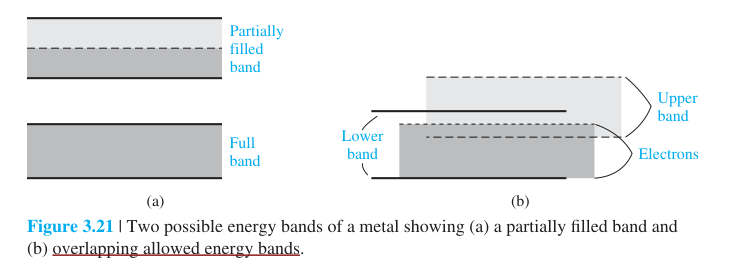 Partially
filled
band
Full
band
(a)
Upper
band
Lower
band
Electrons
(b)
Figure 3.21 | Two possible energy bands of a metal showing (a) a partially filled band and
(b) overlapping allowed energy bands.